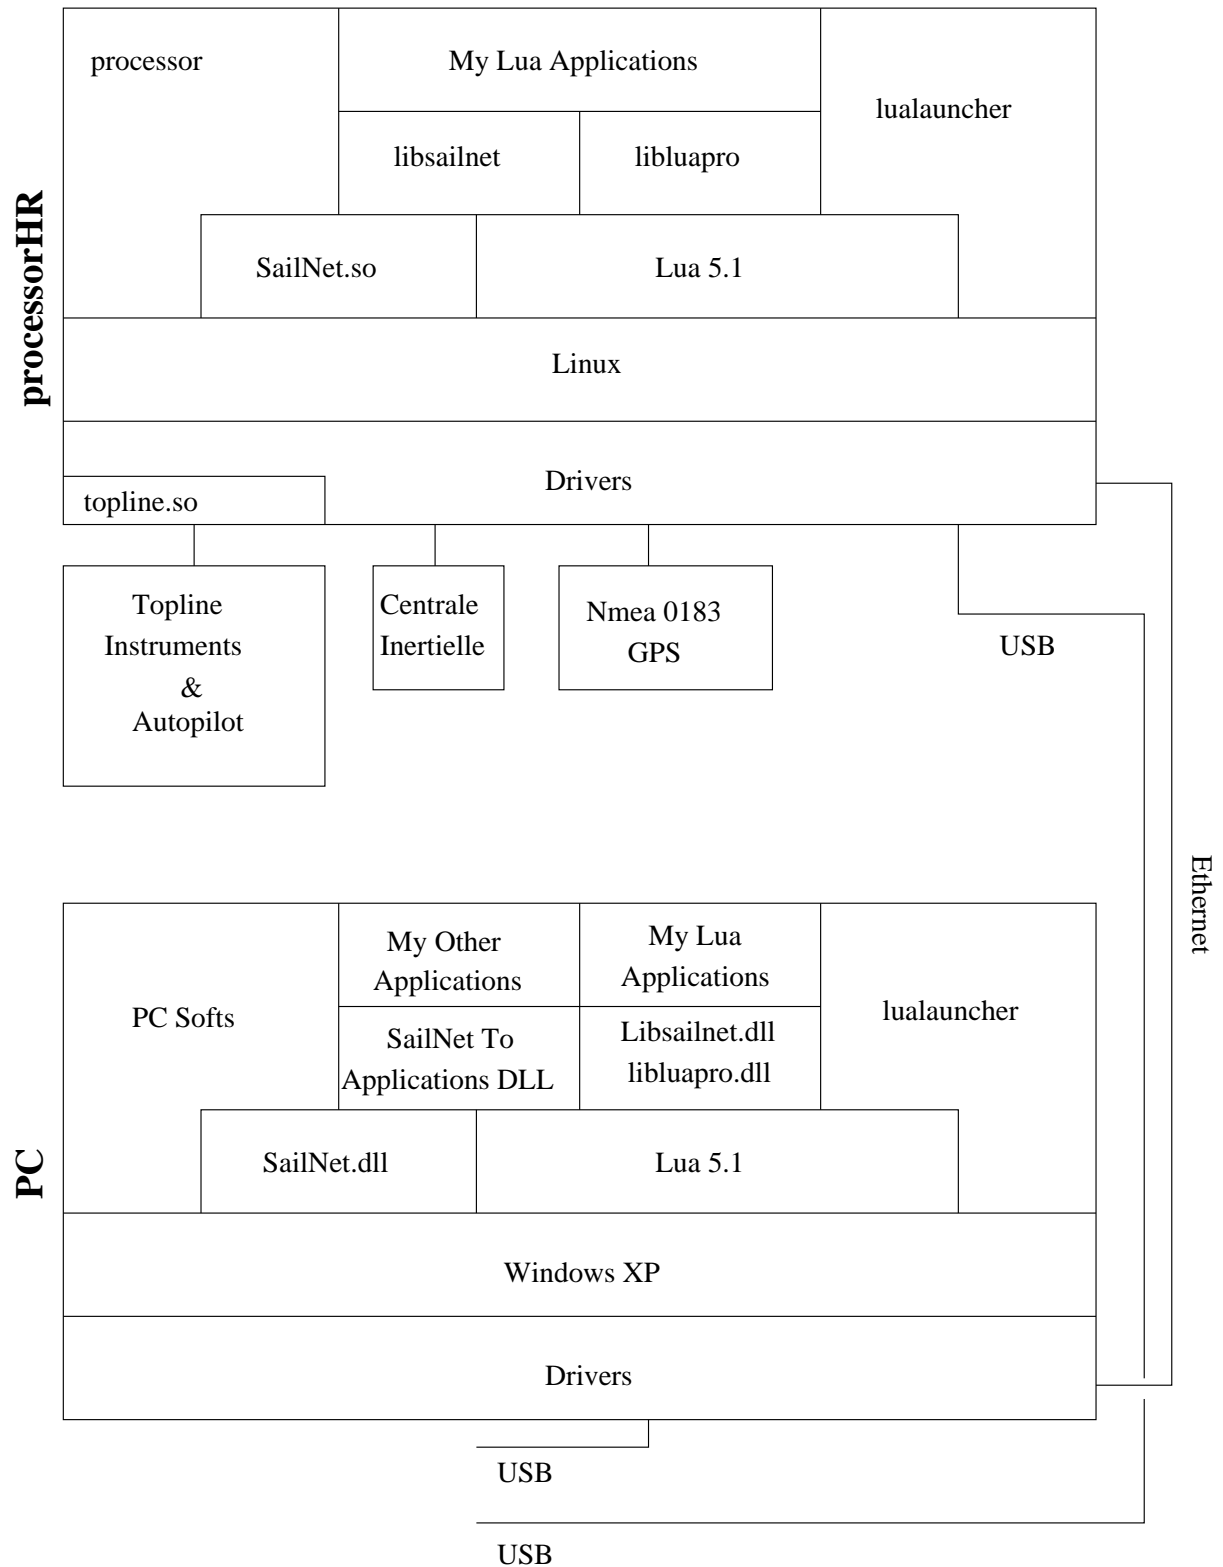 processorHR
processor
My Lua Applications
lualauncher
libsailnet
libluapro
SailNet.so
Lua 5.1
Linux
Drivers
topline.so
Topline
Instruments
&
Autopilot
Centrale
Inertielle
Nmea 0183
GPS
USB
Ethernet
PC
PC Softs
My Other
Applications
My Lua
Applications
lualauncher
SailNet To
Applications DLL
Libsailnet.dll
libluapro.dll
SailNet.dll
Lua 5.1
Windows XP
Drivers
USB
USB